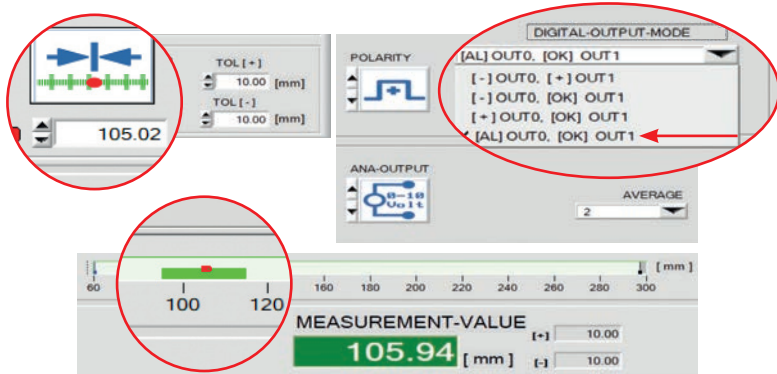 TOL [+]
10.00 [mm]
TOL [-]
10.00 [mm]
105.02
DIGITAL-OUTPUT-MODE
POLARITY
[AL] OUT0, [OK] OUT1
[-] OUT0, [+] OUT1
[-] OUT0, [OK] OUT1
[+] OUT0, [OK] OUT1
✓ [AL] OUT0, [OK] OUT1
+
ANA-OUTPUT
0-10
Volt
AVERAGE
2
[mm]
60 100 120 160 180 200 220 240 260 280 300
MEASUREMENT-VALUE
[+] 10.00
105.94 [mm]
[-] 10.00